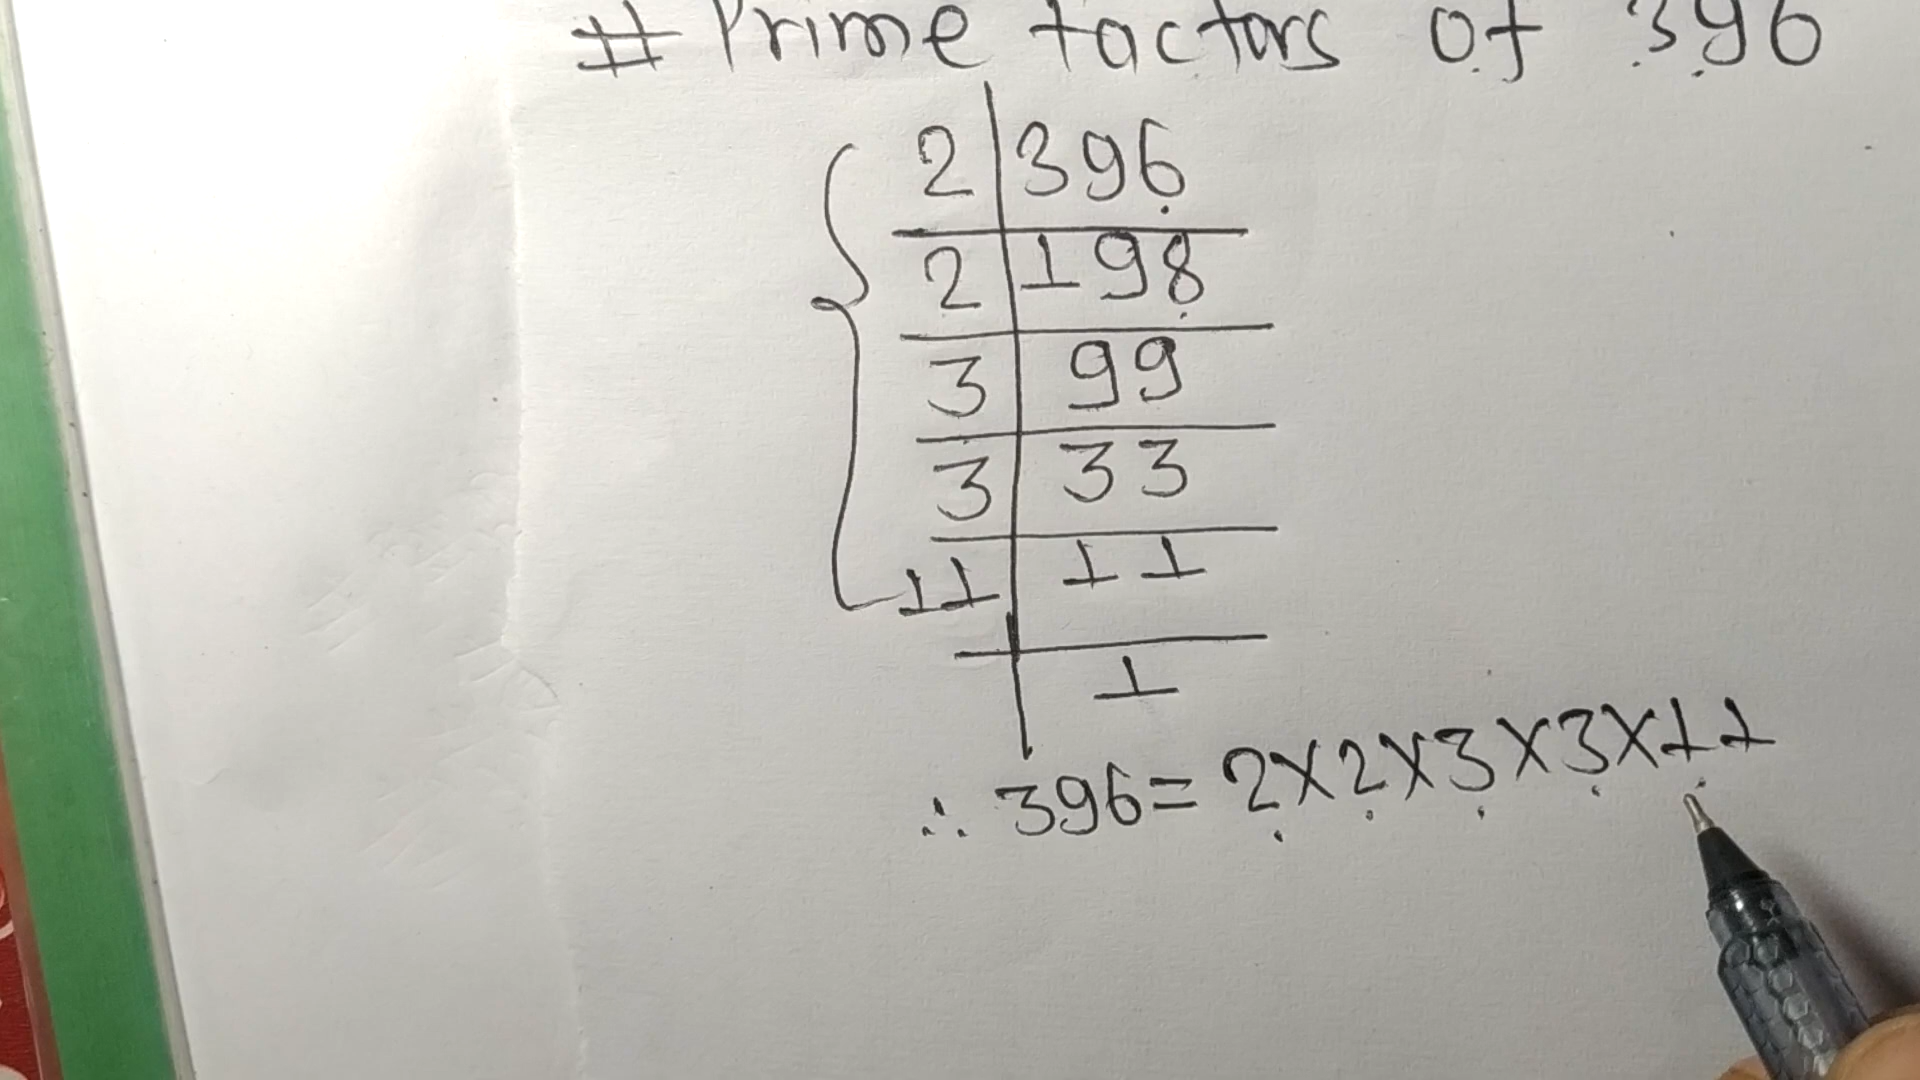 # Prime factors of 396
2 | 396
2 | 198
3 | 99
3 | 33
11 | 11
1
∴ 396 = 2×2×3×3×11